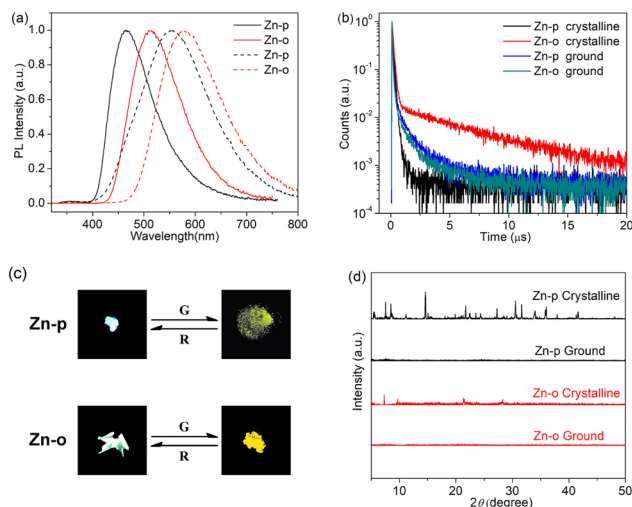 (a)
Zn-p
Zn-o
Zn-p
Zn-o
PL Intensity (a.u.)
1.0
0.8
0.6
0.4
0.2
0.0
400 500 600 700 800
Wavelength(nm)
(b)
Zn-p crystalline
Zn-o crystalline
Zn-p ground
Zn-o ground
Counts (a.u.)
10⁰
10⁻¹
10⁻²
10⁻³
10⁻⁴
0 5 10 15 20
Time (μs)
(c)
Zn-p
G
R
Zn-o
G
R
(d)
Zn-p Crystalline
Zn-p Ground
Zn-o Crystalline
Zn-o Ground
Intensity (a.u.)
10 20 30 40 50
2θ(degree)